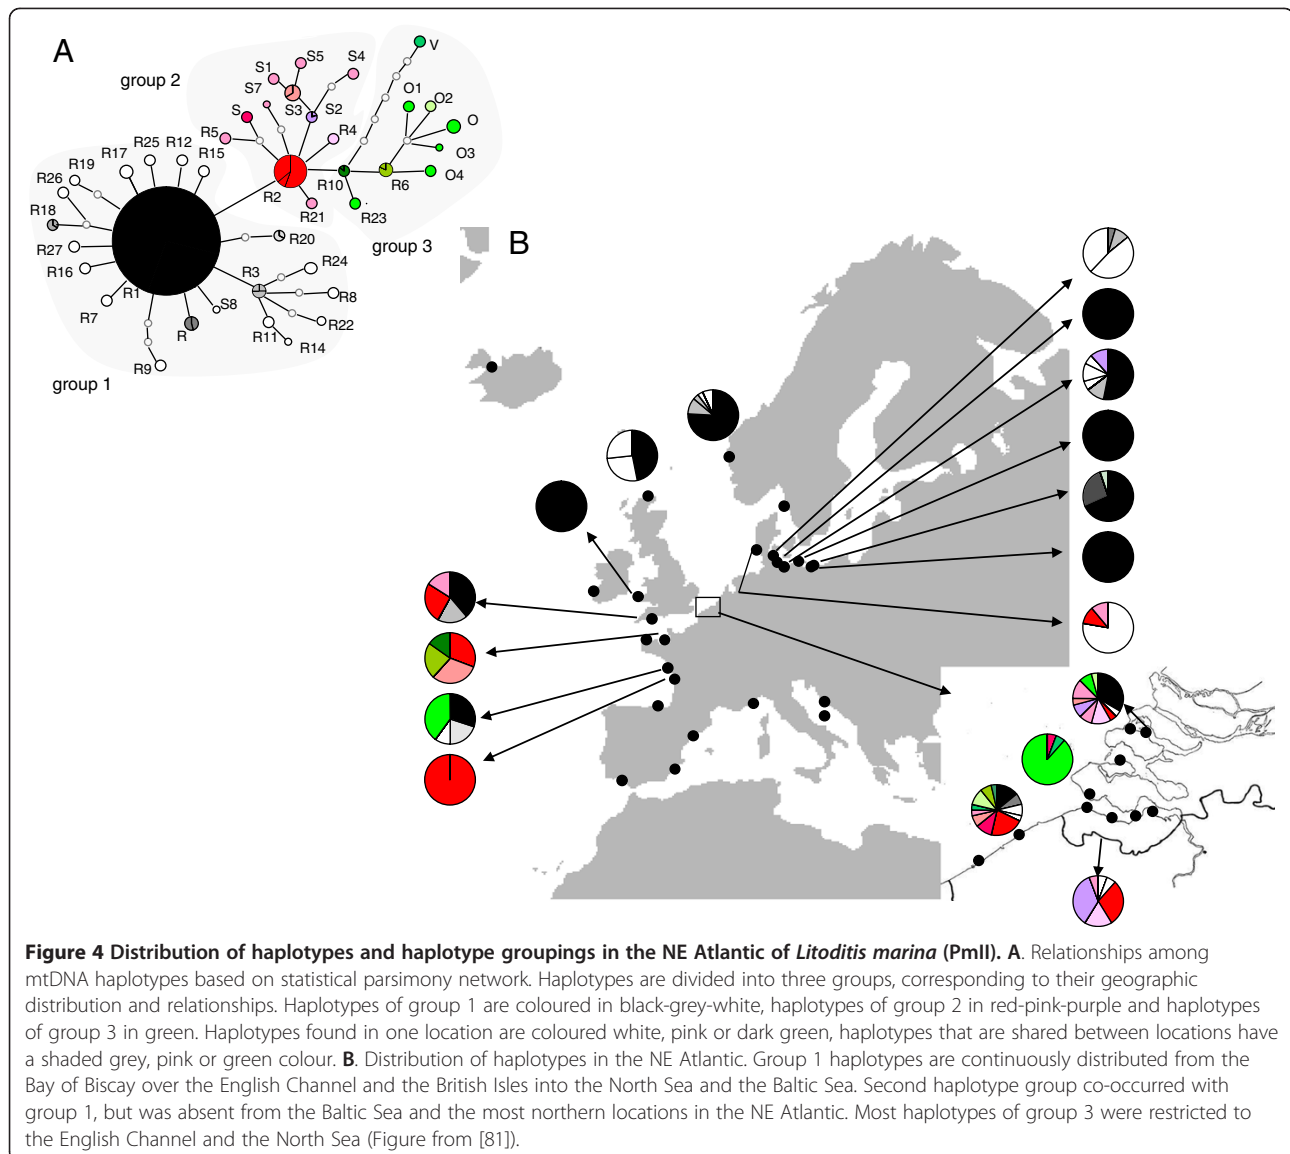 A
B
group 2
group 3
group 1
V
S5
S4
S1
S7
S3
S2
S
R5
R4
R2
R21
R10
R23
R6
O1
O2
O
O3
O4
R25
R12
R17
R15
R19
R26
R18
R27
R16
R1
R7
R9
R
S8
R20
R3
R24
R8
R22
R11
R14
Figure 4 Distribution of haplotypes and haplotype groupings in the NE Atlantic of Litoditis marina (PmII). A. Relationships among
mtDNA haplotypes based on statistical parsimony network. Haplotypes are divided into three groups, corresponding to their geographic
distribution and relationships. Haplotypes of group 1 are coloured in black-grey-white, haplotypes of group 2 in red-pink-purple and haplotypes
of group 3 in green. Haplotypes found in one location are coloured white, pink or dark green, haplotypes that are shared between locations have
a shaded grey, pink or green colour. B. Distribution of haplotypes in the NE Atlantic. Group 1 haplotypes are continuously distributed from the
Bay of Biscay over the English Channel and the British Isles into the North Sea and the Baltic Sea. Second haplotype group co-occurred with
group 1, but was absent from the Baltic Sea and the most northern locations in the NE Atlantic. Most haplotypes of group 3 were restricted to
the English Channel and the North Sea (Figure from [81]).